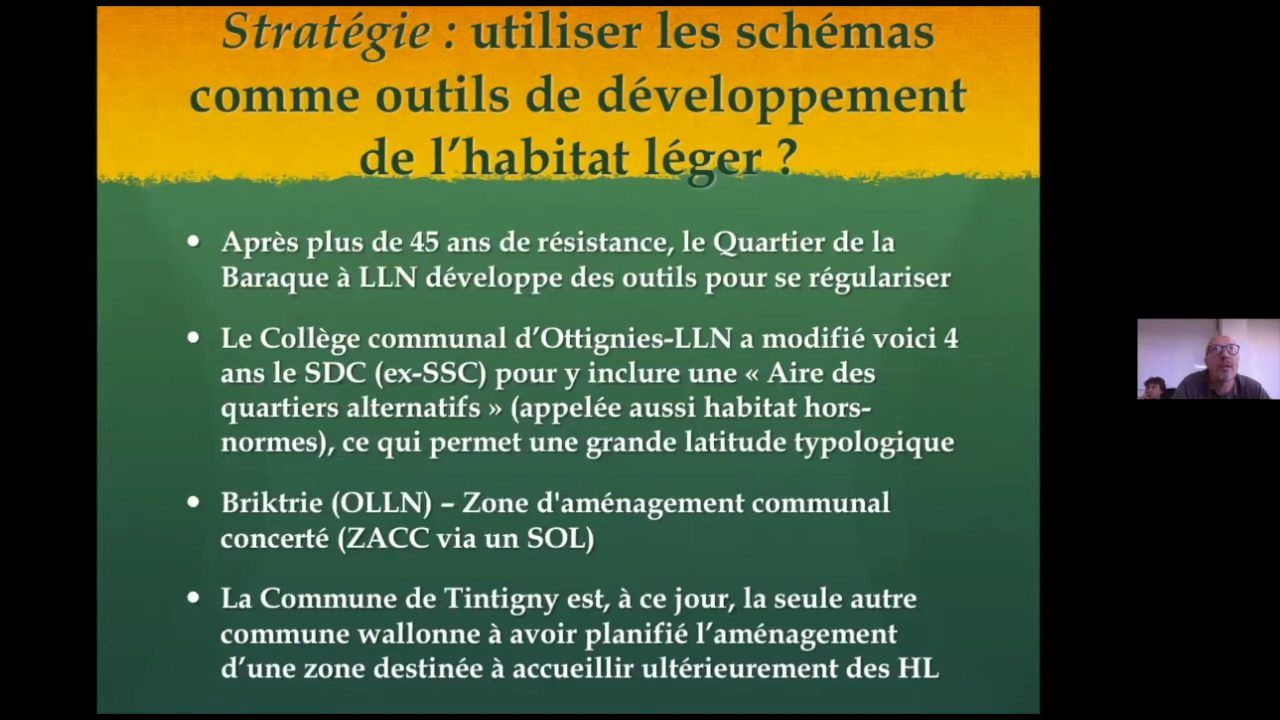 Stratégie : utiliser les schémas
comme outils de développement
de l’habitat léger ?
• Après plus de 45 ans de résistance, le Quartier de la
Baraque à LLN développe des outils pour se régulariser
• Le Collège communal d’Ottignies-LLN a modifié voici 4
ans le SDC (ex-SSC) pour y inclure une « Aire des
quartiers alternatifs » (appelée aussi habitat hors-
normes), ce qui permet une grande latitude typologique
• Briktrie (OLLN) – Zone d'aménagement communal
concerté (ZACC via un SOL)
• La Commune de Tintigny est, à ce jour, la seule autre
commune wallonne à avoir planifié l’aménagement
d’une zone destinée à accueillir ultérieurement des HL